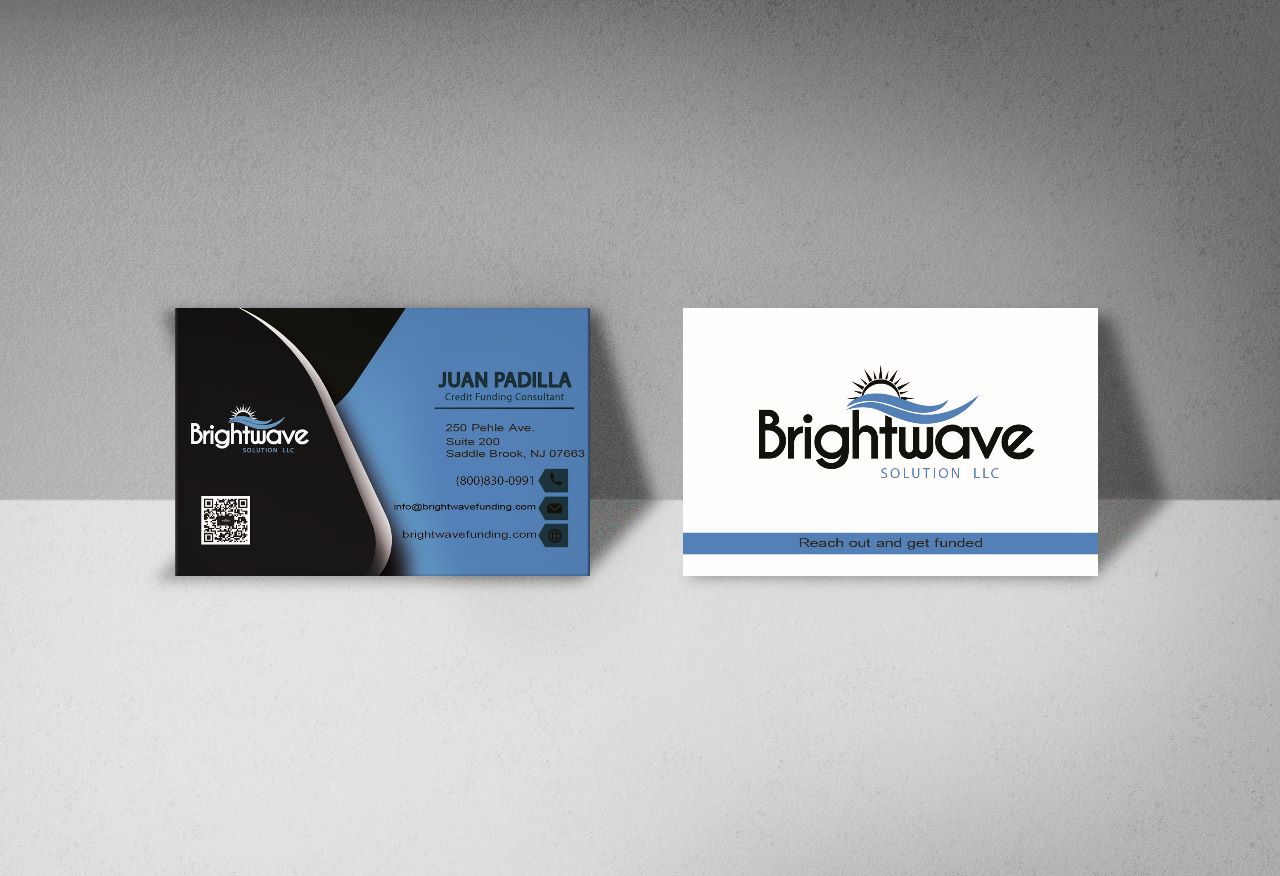 JUAN PADILLA
Credit Funding Consultant
250 Pehle Ave.
Suite 200
Saddle Brook, NJ 07663
(800)830-0991
info@brightwavefunding.com
brightwavefunding.com
Brightwave
SOLUTION LLC
Brightwave
SOLUTION LLC
Reach out and get funded